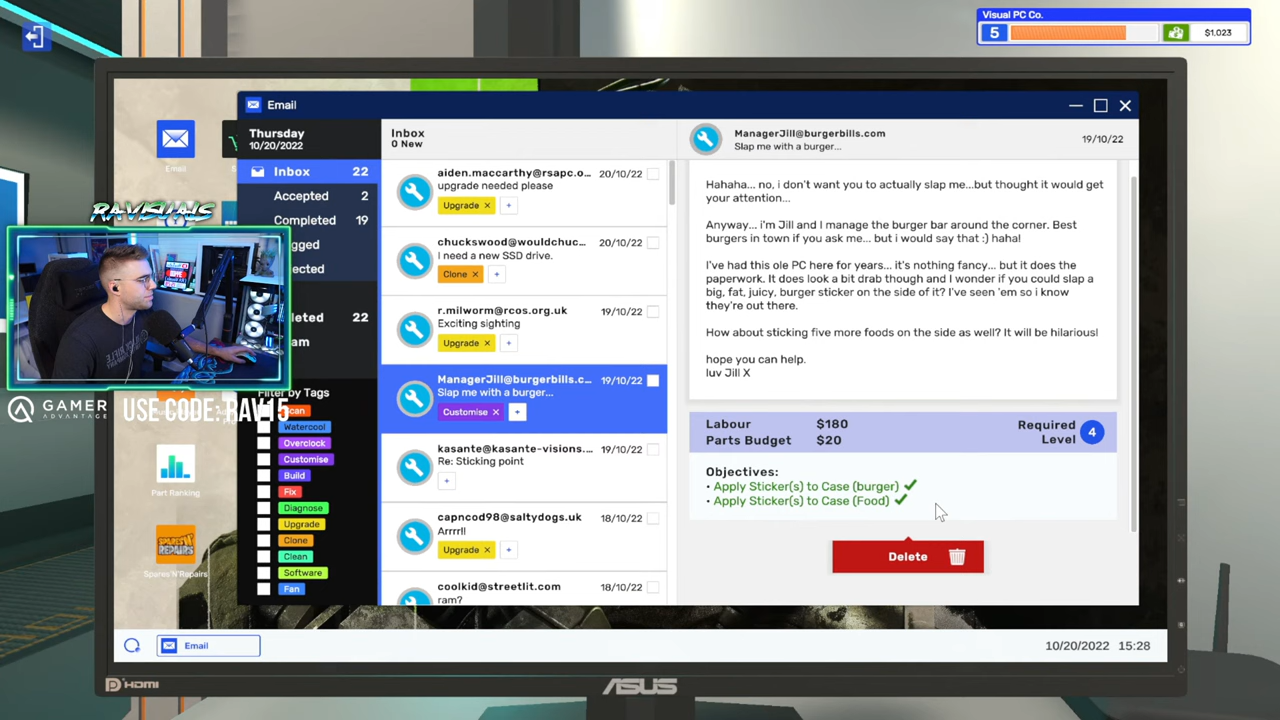 Visual PC Co.
5
$1,023
Email
Thursday
10/20/2022
Inbox 22
Accepted 2
Completed 19
22
Filter by Tags
Scan
Watercool
Overclock
Customise
Build
Fix
Diagnose
Upgrade
Clone
Clean
Software
Fan
Email
Part Ranking
SPARES 'N' REPAIRS
Spares'N'Repairs
RAVISUALS
GAMER
ADVANTAGE
USE CODE: RAV15
Inbox
0 New
aiden.maccarthy@rsapc.o... 20/10/22
upgrade needed please
Upgrade × +
chuckswood@wouldchuc... 20/10/22
I need a new SSD drive.
Clone × +
r.milworm@rcos.org.uk 19/10/22
Exciting sighting
Upgrade × +
ManagerJill@burgerbills.c... 19/10/22
Slap me with a burger...
Customise × +
kasante@kasante-visions.... 19/10/22
Re: Sticking point
+
capncod98@saltydogs.uk 18/10/22
Arrrrll
Upgrade × +
coolkid@streetlit.com 18/10/22
ram?
ManagerJill@burgerbills.com 19/10/22
Slap me with a burger...
Hahaha... no, i don't want you to actually slap me...but thought it would get
your attention...
Anyway... i'm Jill and I manage the burger bar around the corner. Best
burgers in town if you ask me... but i would say that :) haha!
I've had this ole PC here for years... it's nothing fancy... but it does the
paperwork. It does look a bit drab though and I wonder if you could slap a
big, fat, juicy, burger sticker on the side of it? I've seen 'em so i know
they're out there.
How about sticking five more foods on the side as well? It will be hilarious!
hope you can help.
luv Jill X
Labour $180
Parts Budget $20
Required
Level 4
Objectives:
• Apply Sticker(s) to Case (burger) ✓
• Apply Sticker(s) to Case (Food) ✓
Delete
Email
10/20/2022 15:28
HDMI
ASUS